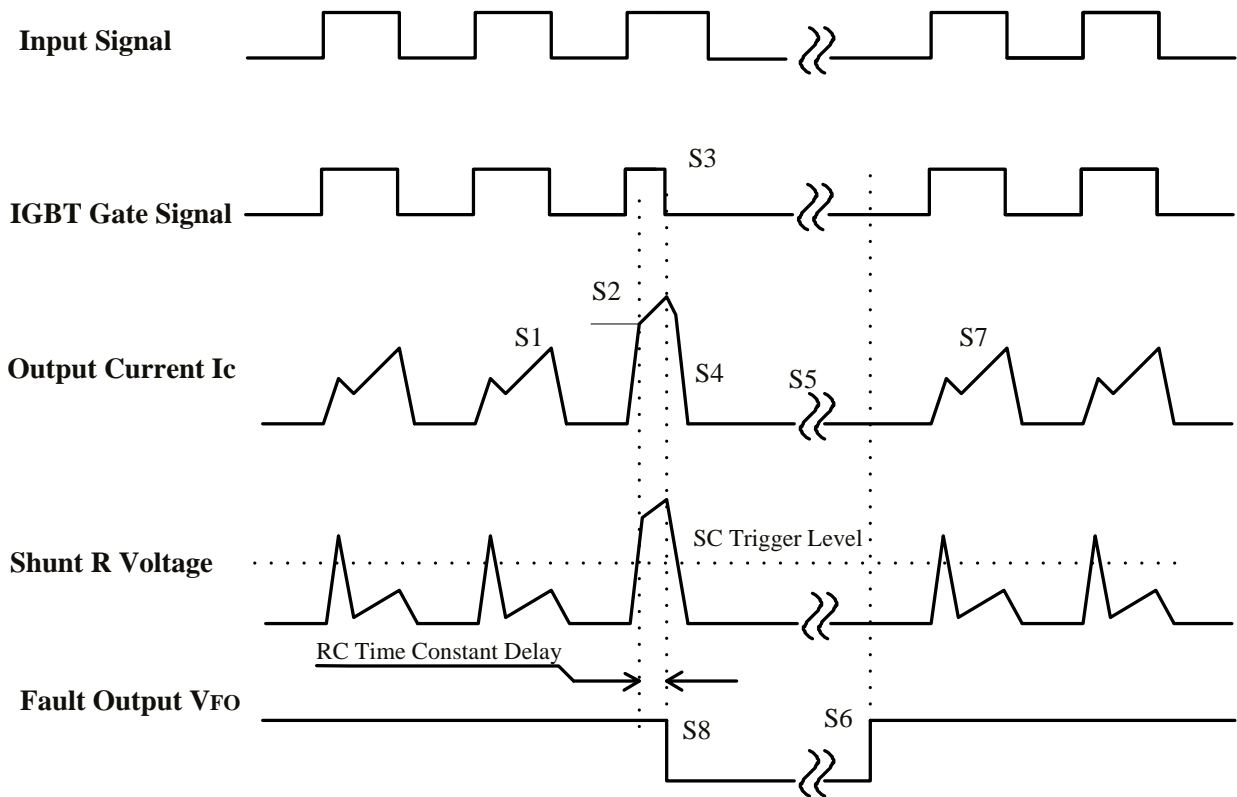 Input Signal
S3
IGBT Gate Signal
S2
S1
S7
Output Current Ic
S4
S5
SC Trigger Level
Shunt R Voltage
RC Time Constant Delay
Fault Output VFO
S8
S6